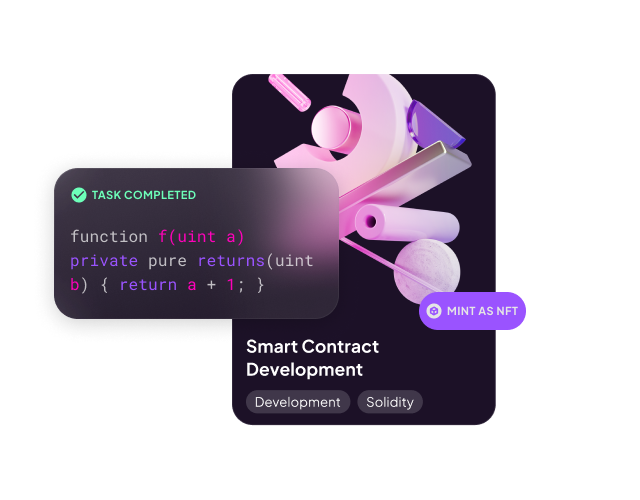 TASK COMPLETED
function f(uint a)
private pure returns(uint
b) { return a + 1; }
MINT AS NFT
Smart Contract
Development
Development
Solidity